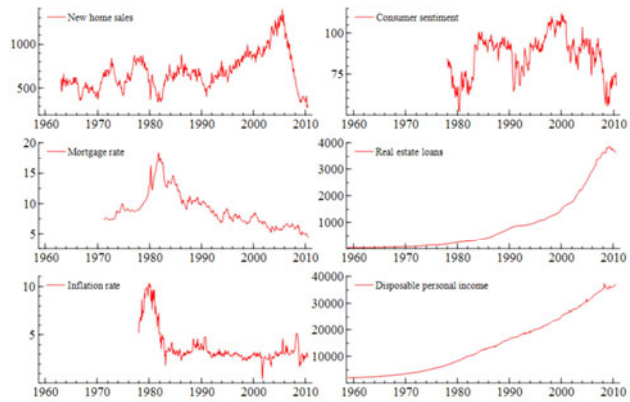 New home sales
1000
500
1960 1970 1980 1990 2000 2010
Consumer sentiment
100
75
1960 1970 1980 1990 2000 2010
20
15
10
5
Mortgage rate
1960 1970 1980 1990 2000 2010
4000
3000
2000
1000
Real estate loans
1960 1970 1980 1990 2000 2010
10
5
Inflation rate
1960 1970 1980 1990 2000 2010
40000
30000
20000
10000
Disposable personal income
1960 1970 1980 1990 2000 2010